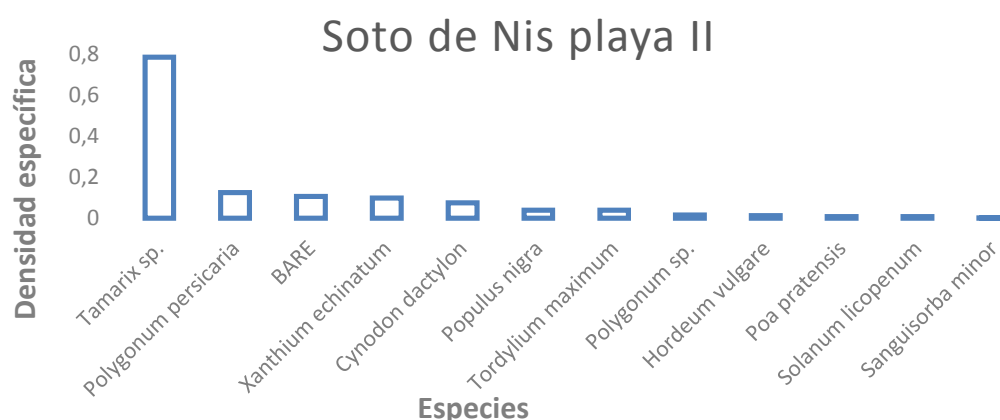 Soto de Nis playa II
Densidad específica
0,8
0,6
0,4
0,2
0
Tamarix sp.
Polygonum persicaria
BARE
Xanthium echinatum
Cynodon dactylon
Populus nigra
Tordylium maximum
Polygonum sp.
Hordeum vulgare
Poa pratensis
Solanum licopenum
Sanguisorba minor
Especies